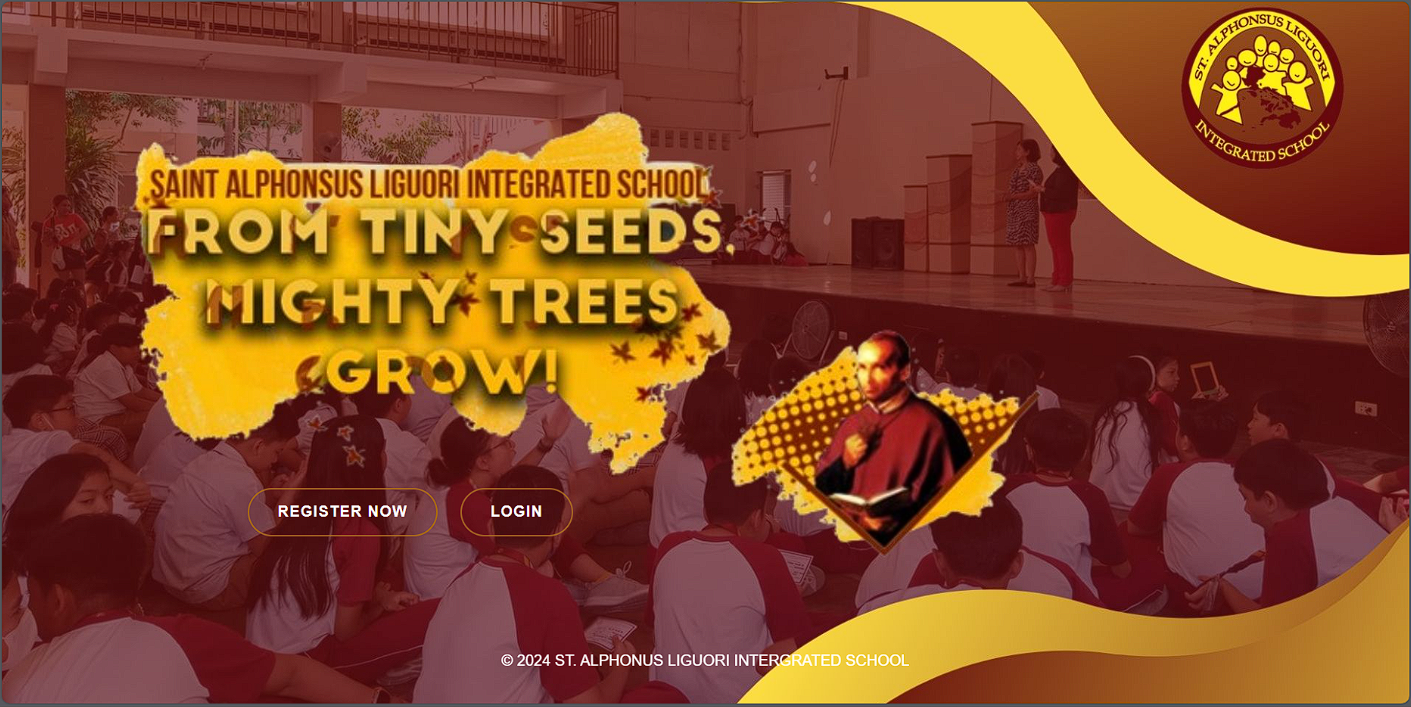 ST. ALPHONSUS LIGUORI
INTEGRATED SCHOOL
SAINT ALPHONSUS LIGUORI INTEGRATED SCHOOL
FROM TINY SEEDS,
MIGHTY TREES
GROW!
REGISTER NOW
LOGIN
© 2024 ST. ALPHONUS LIGUORI INTERGRATED SCHOOL